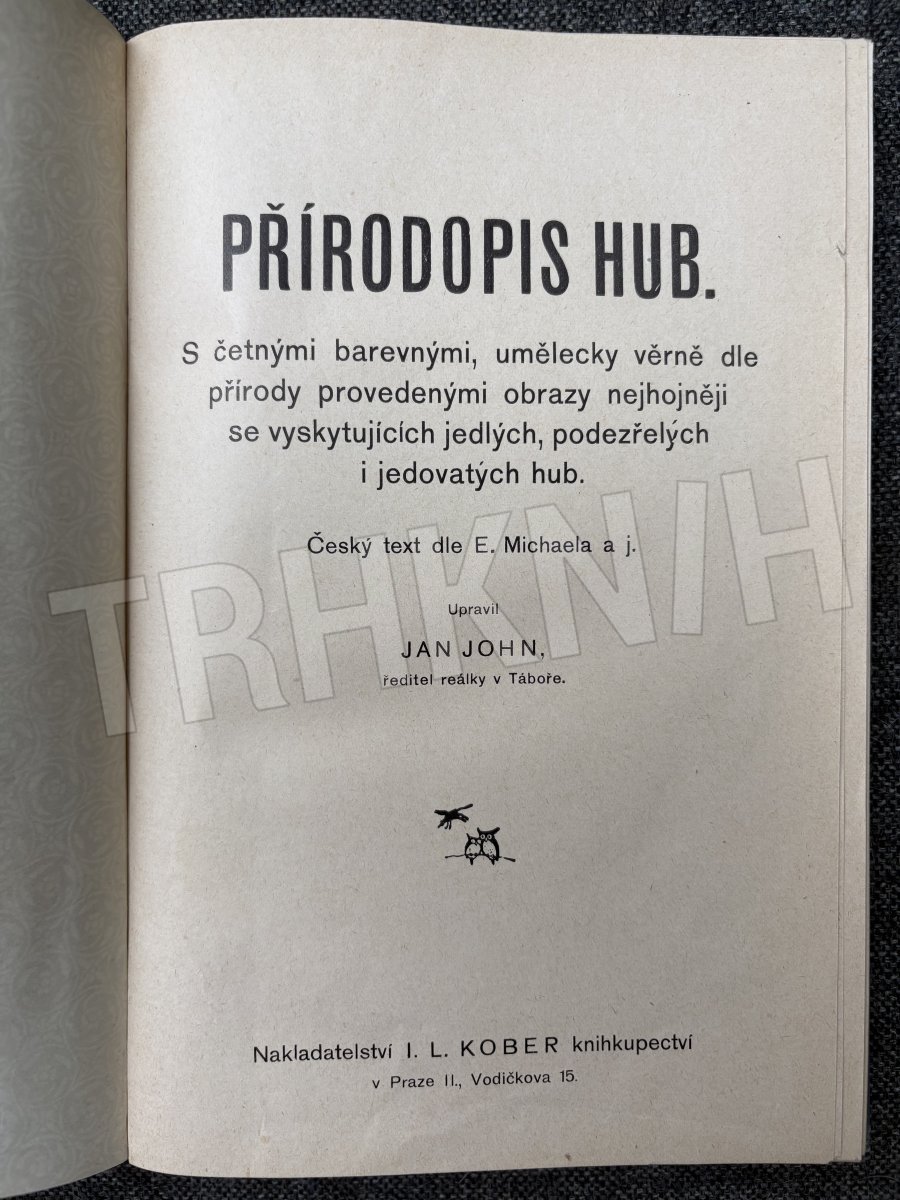 PŘÍRODOPIS HUB.
S četnými barevnými, umělecky věrně dle
přírody provedenými obrazy nejhojněji
se vyskytujících jedlých, podezřelých
i jedovatých hub.
Český text dle E. Michaela a j.
Upravil
JAN JOHN,
ředitel reálky v Táboře.
Nakladatelství I. L. KOBER knihkupectví
v Praze II., Vodičkova 15.
TRHKNIH